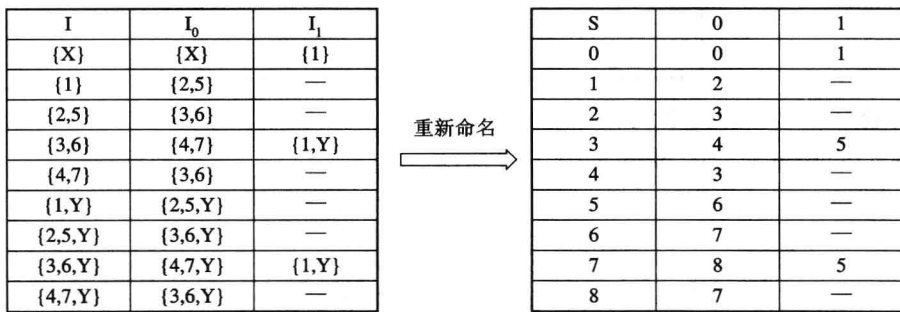 I I₀ I₁
{X} {X} {1}
{1} {2,5} —
{2,5} {3,6} —
{3,6} {4,7} {1,Y}
{4,7} {3,6} —
{1,Y} {2,5,Y} —
{2,5,Y} {3,6,Y} —
{3,6,Y} {4,7,Y} {1,Y}
{4,7,Y} {3,6,Y} —
重新命名
S 0 1
0 0 1
1 2 —
2 3 —
3 4 5
4 3 —
5 6 —
6 7 —
7 8 5
8 7 —